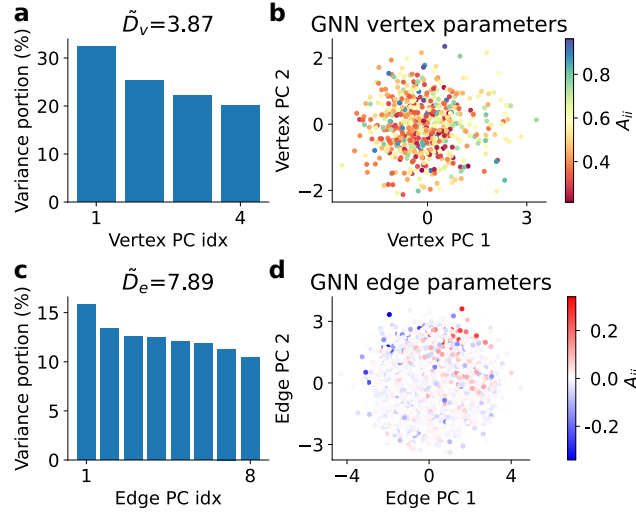 a
D̃ᵥ=3.87
Variance portion (%)
30
20
10
0
1
4
Vertex PC idx
b
GNN vertex parameters
Vertex PC 2
2
0
−2
0
3
Vertex PC 1
0.8
0.6
0.4
A_ii
c
D̃ₑ=7.89
Variance portion (%)
15
10
5
0
1
8
Edge PC idx
d
GNN edge parameters
Edge PC 2
3
0
−3
−4
0
4
Edge PC 1
0.2
0.0
-0.2
A_ij